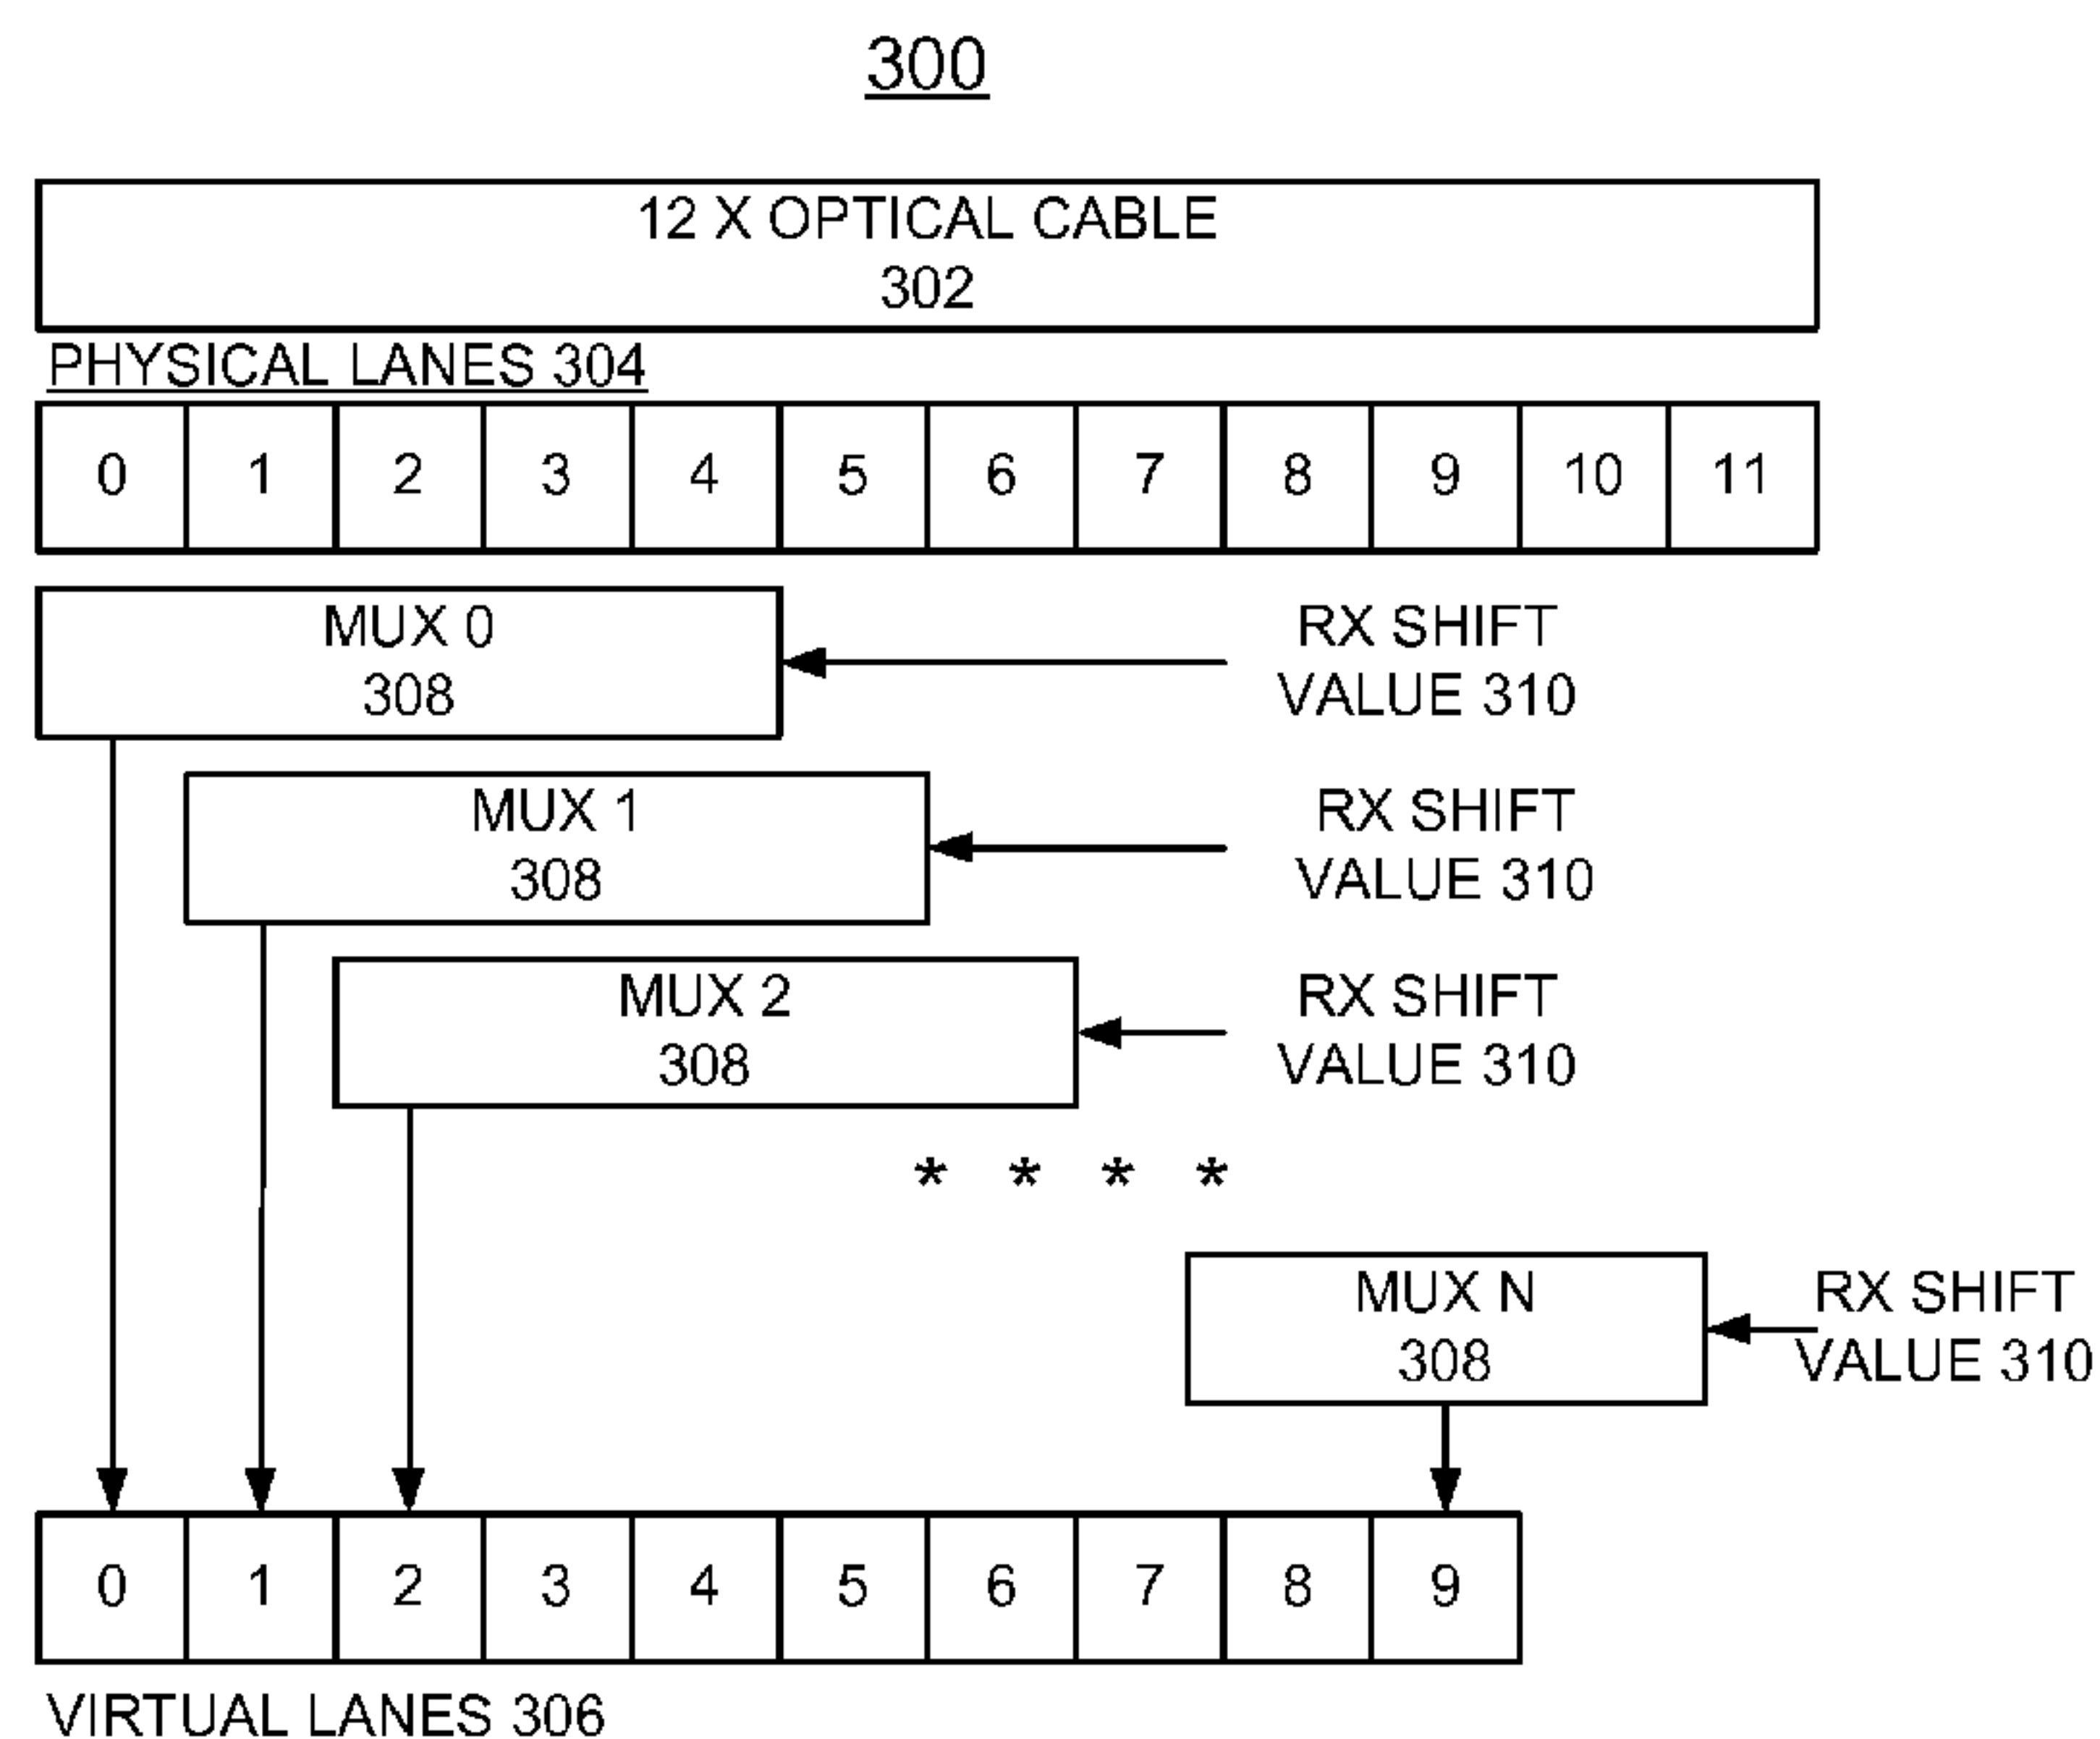 300
12 X OPTICAL CABLE
302
PHYSICAL LANES 304
0 1 2 3 4 5 6 7 8 9 10 11
MUX 0
308
RX SHIFT
VALUE 310
MUX 1
308
RX SHIFT
VALUE 310
MUX 2
308
RX SHIFT
VALUE 310
* * * *
MUX N
308
RX SHIFT
VALUE 310
0 1 2 3 4 5 6 7 8 9
VIRTUAL LANES 306